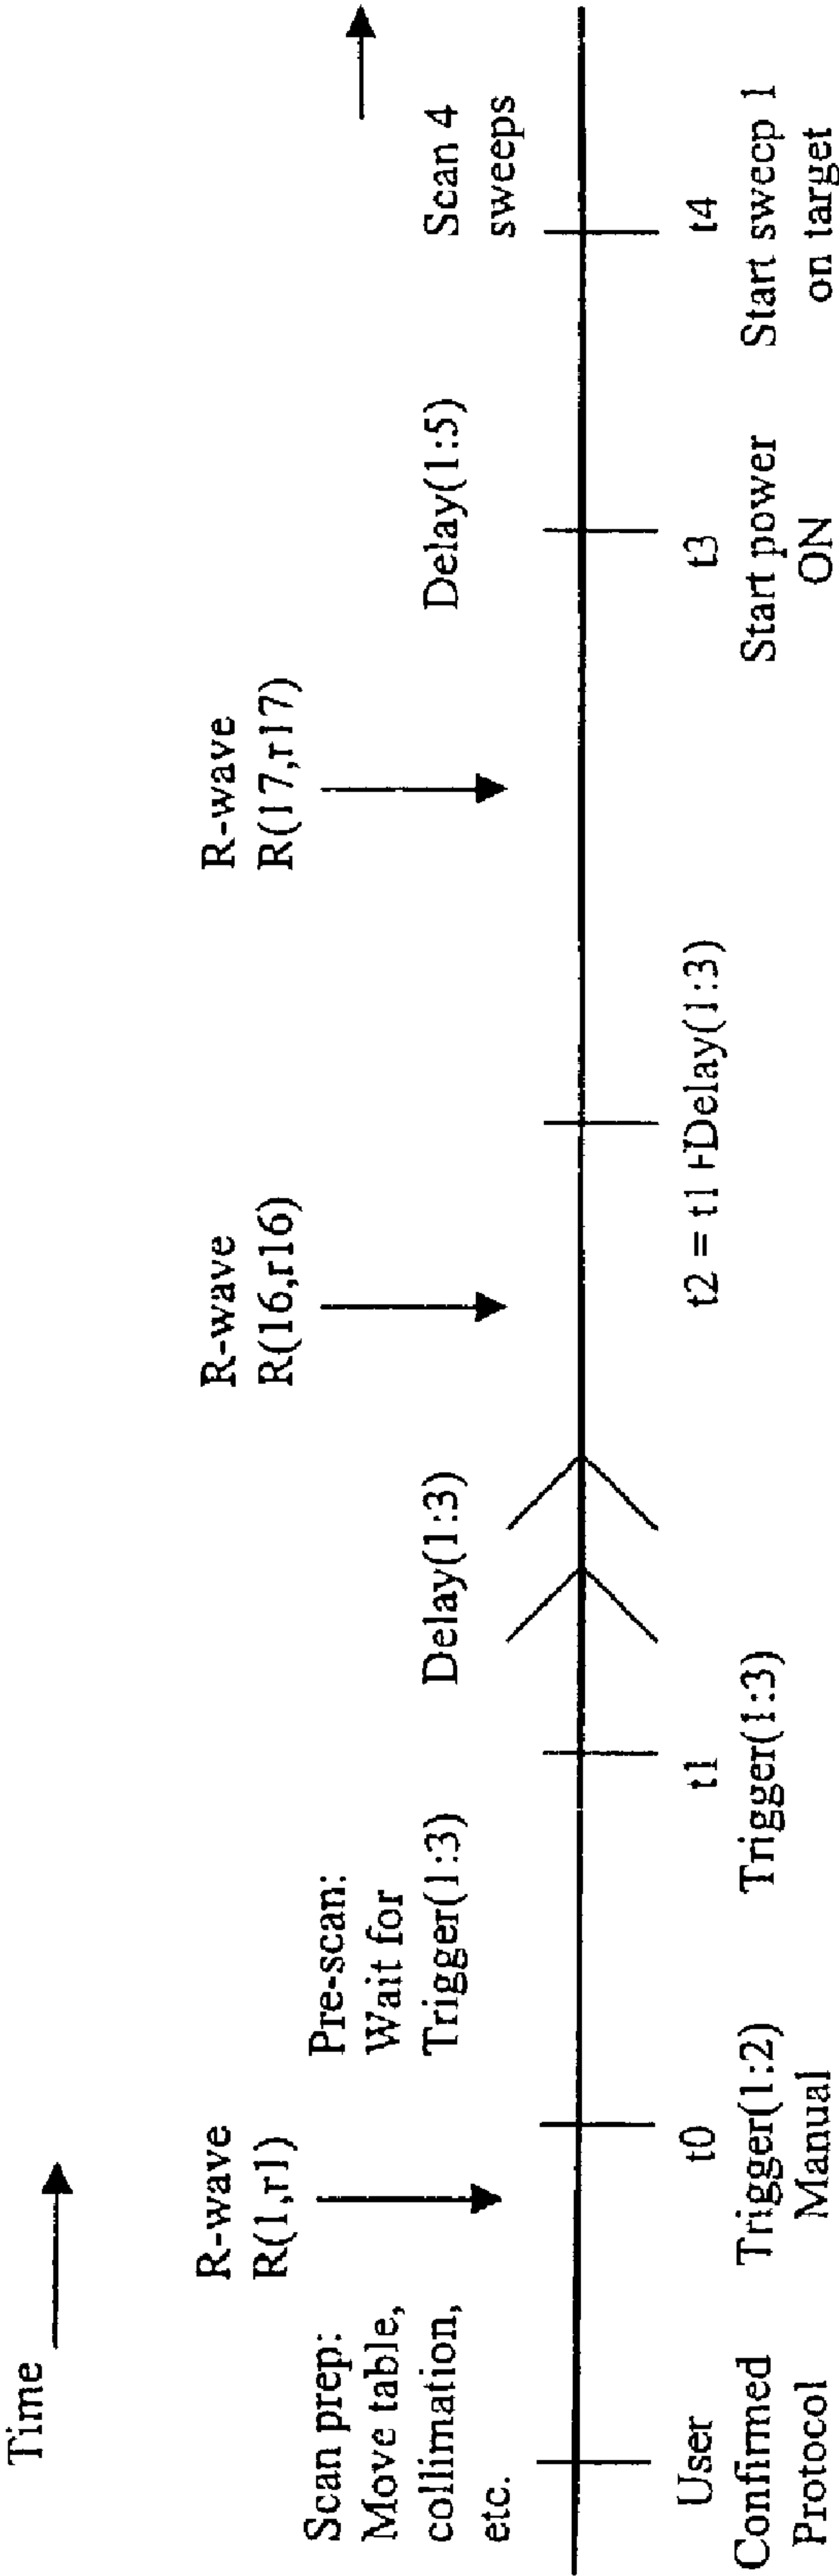 Time
R-wave
R(1,r1)
R-wave
R(16,r16)
R-wave
R(17,r17)
Scan prep:
Move table,
collimation,
etc.
Pre-scan:
Wait for
Trigger(1:3)
Delay(1:3)
Delay(1:5)
Scan 4
sweeps
User
Confirmed
Protocol
t0
Trigger(1:2)
Manual
t1
Trigger(1:3)
t2 = t1 +Delay(1:3)
t3
Start power
ON
t4
Start sweep 1
on target